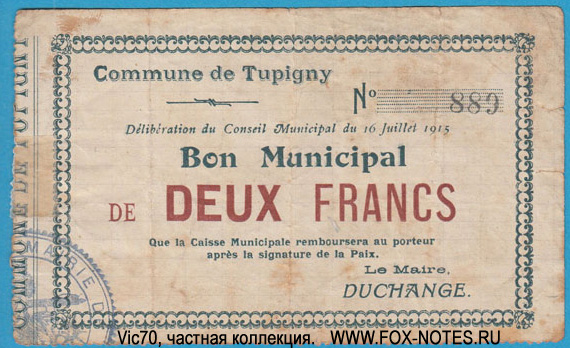 COMMUNE DE TUPIGNY
Commune de Tupigny
No 889
Délibération du Conseil Municipal du 16 Juillet 1915
Bon Municipal
DE DEUX FRANCS
Que la Caisse Municipale remboursera au porteur
après la signature de la Paix.
Le Maire,
DUCHANGE.
MAIRIE D
Vic70, частная коллекция. WWW.FOX-NOTES.RU